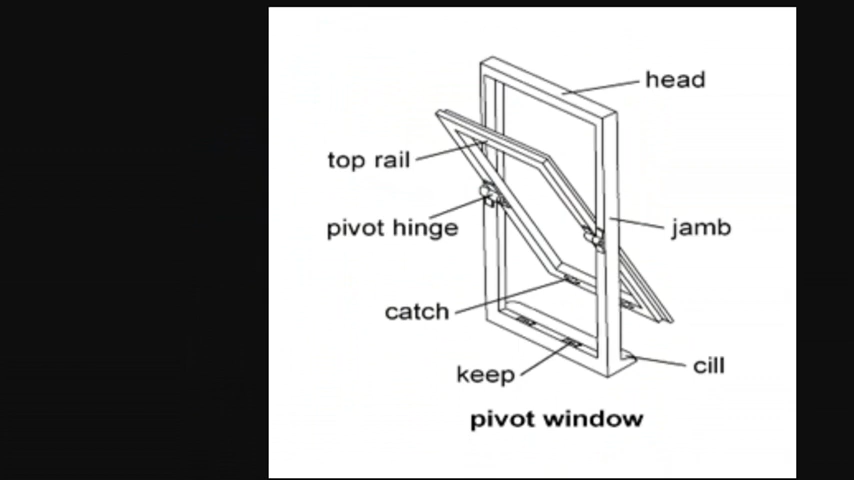 head
top rail
pivot hinge
jamb
catch
keep
cill
pivot window